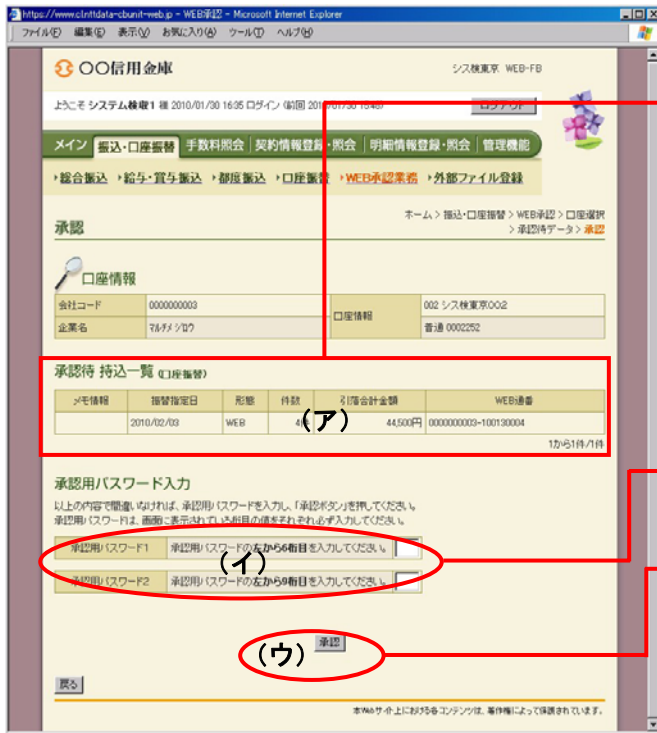 https://www.clnttdata-cbunit-web.jp - WEB承認 - Microsoft Internet Explorer
ファイル(F) 編集(E) 表示(V) お気に入り(A) ツール(T) ヘルプ(H)
〇〇信用金庫
シス検東京 WEB-FB
ようこそ システム検収1 様 2010/01/30 16:35 ログイン (前回 2010/01/30
ログアウト
メイン 振込・口座振替 手数料照会 契約情報登録・照会 明細情報登録・照会 管理機能
総合振込 給与・賞与振込 都度振込 口座振替 WEB承認業務 外部ファイル登録
承認
ホーム > 振込・口座振替 > WEB承認 > 口座選択
> 承認待データ > 承認
口座情報
会社コード 0000000003 口座情報 002 シス検東京002
企業名 マルチメ ジロウ 普通 0002252
承認待 持込一覧 (口座振替)
メモ情報 振替指定日 形態 件数 引落合計金額 WEB通番
2010/02/03 WEB 4件 44,500円 0000000003-100130004
(ア)
1から1件/1件
承認用パスワード入力
以上の内容で間違いなければ、承認用パスワードを入力し、「承認ボタン」を押してください。
承認用パスワードは、画面に表示されている桁目の値をそれぞれ必ず入力してください。
承認用パスワード1 承認用パスワードの左から6桁目を入力してください。
(イ)
承認用パスワード2 承認用パスワードの左から9桁目を入力してください。
(ウ) 承認
戻る
本Webサイト上における各コンテンツは、著作権によって保護されています。